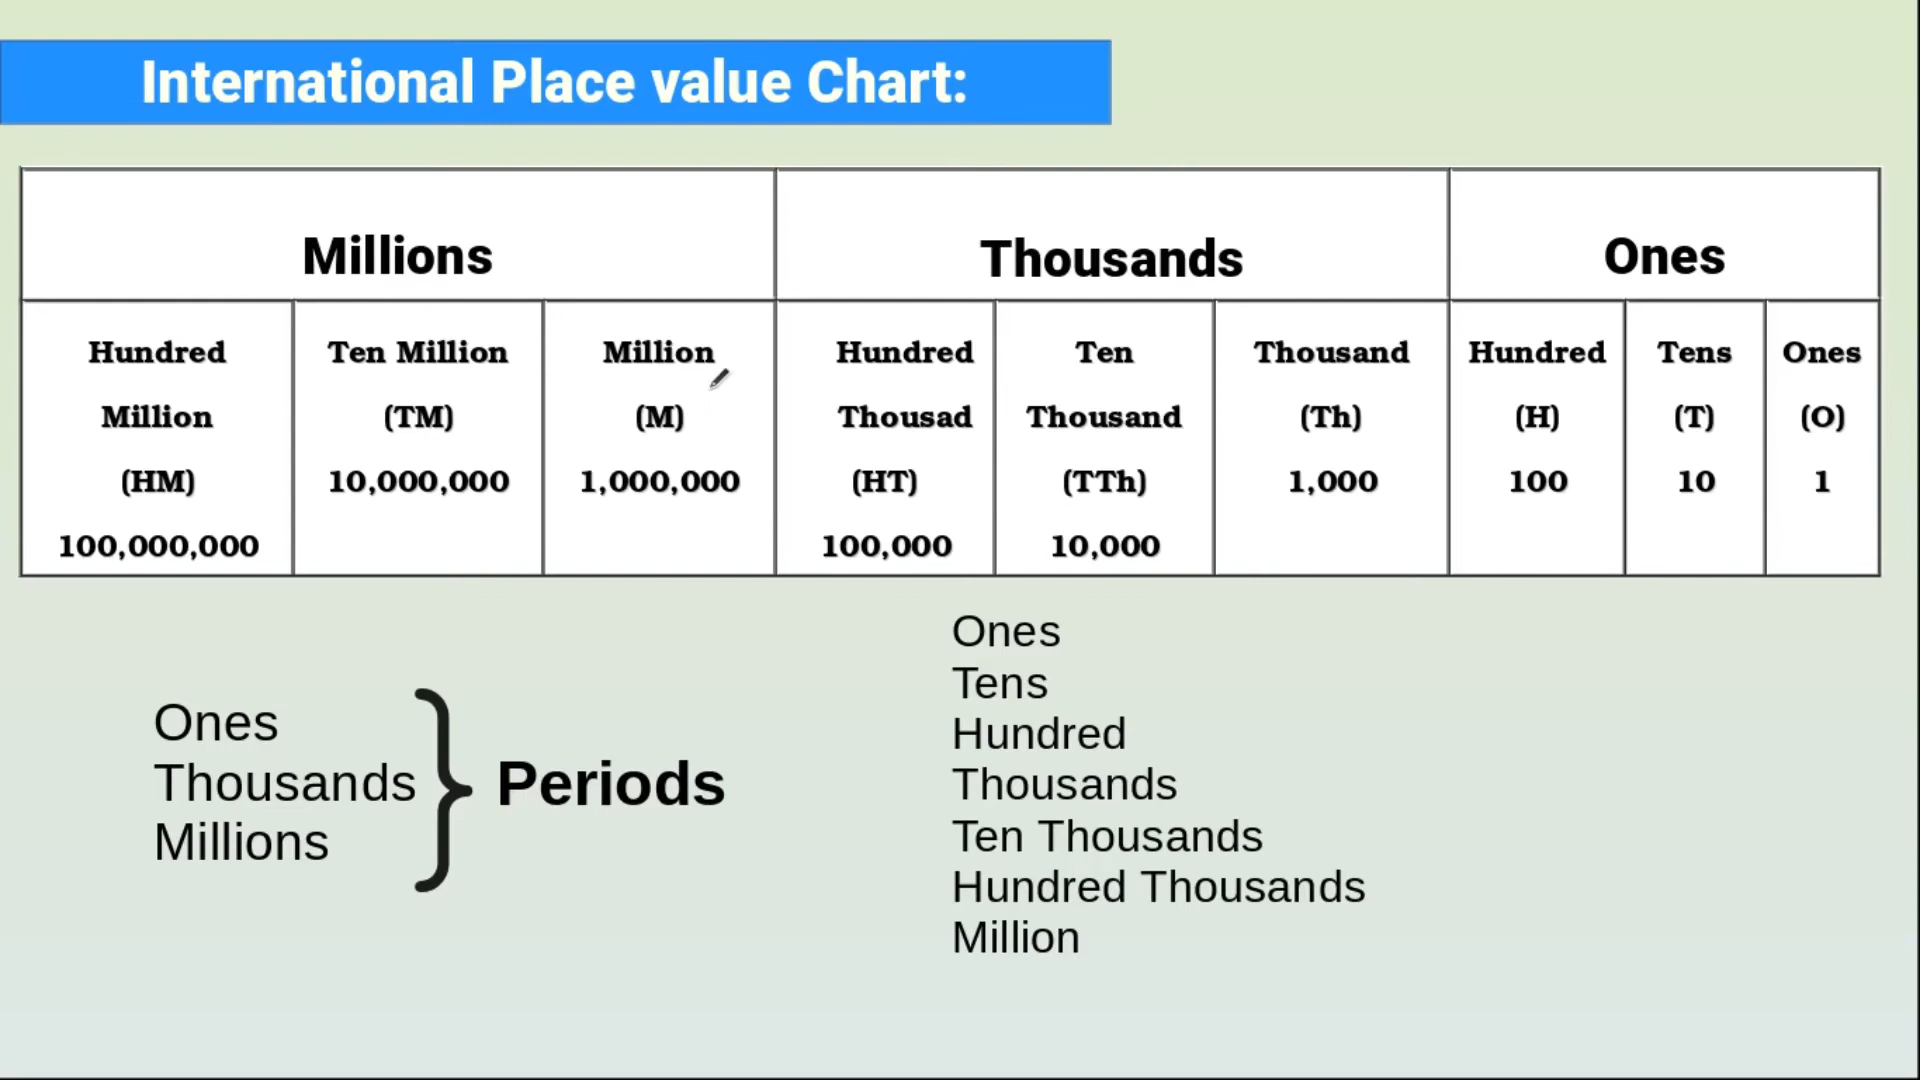 International Place value Chart:
Millions
Thousands
Ones
Hundred
Million
(HM)
100,000,000
Ten Million
(TM)
10,000,000
Million
(M)
1,000,000
Hundred
Thousad
(HT)
100,000
Ten
Thousand
(TTh)
10,000
Thousand
(Th)
1,000
Hundred
(H)
100
Tens
(T)
10
Ones
(O)
1
Ones
Thousands
Millions
Periods
Ones
Tens
Hundred
Thousands
Ten Thousands
Hundred Thousands
Million